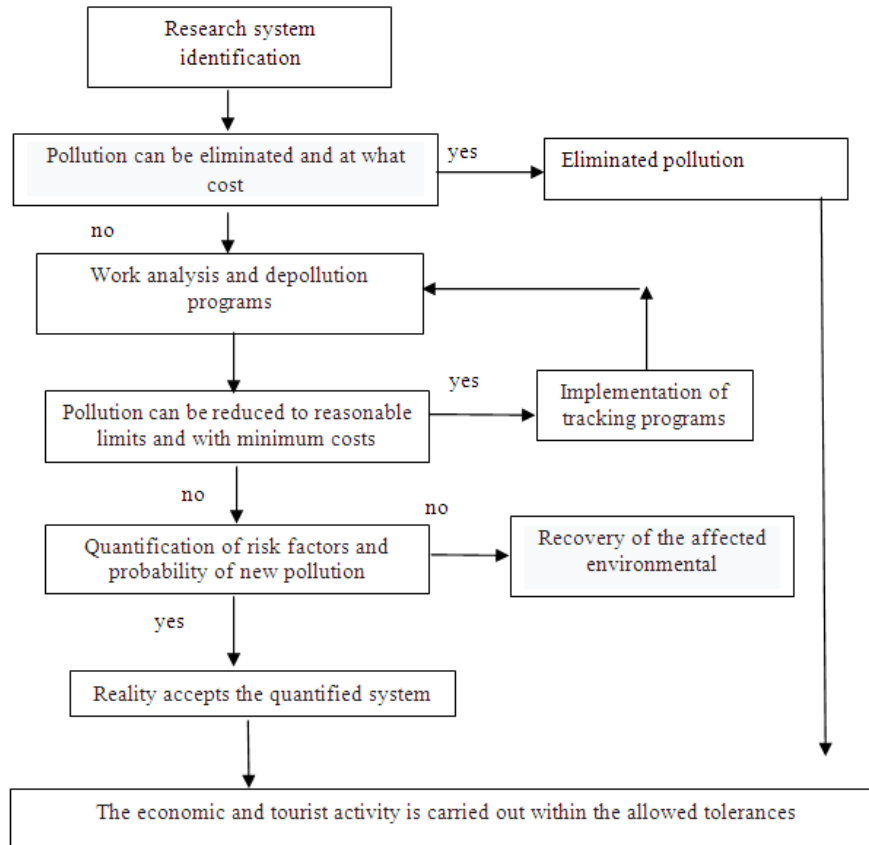 Research system
identification
Pollution can be eliminated and at what
cost
yes
Eliminated pollution
no
Work analysis and depollution
programs
yes
Implementation of
tracking programs
Pollution can be reduced to reasonable
limits and with minimum costs
no
no
Quantification of risk factors and
probability of new pollution
Recovery of the affected
environmental
yes
Reality accepts the quantified system
The economic and tourist activity is carried out within the allowed tolerances